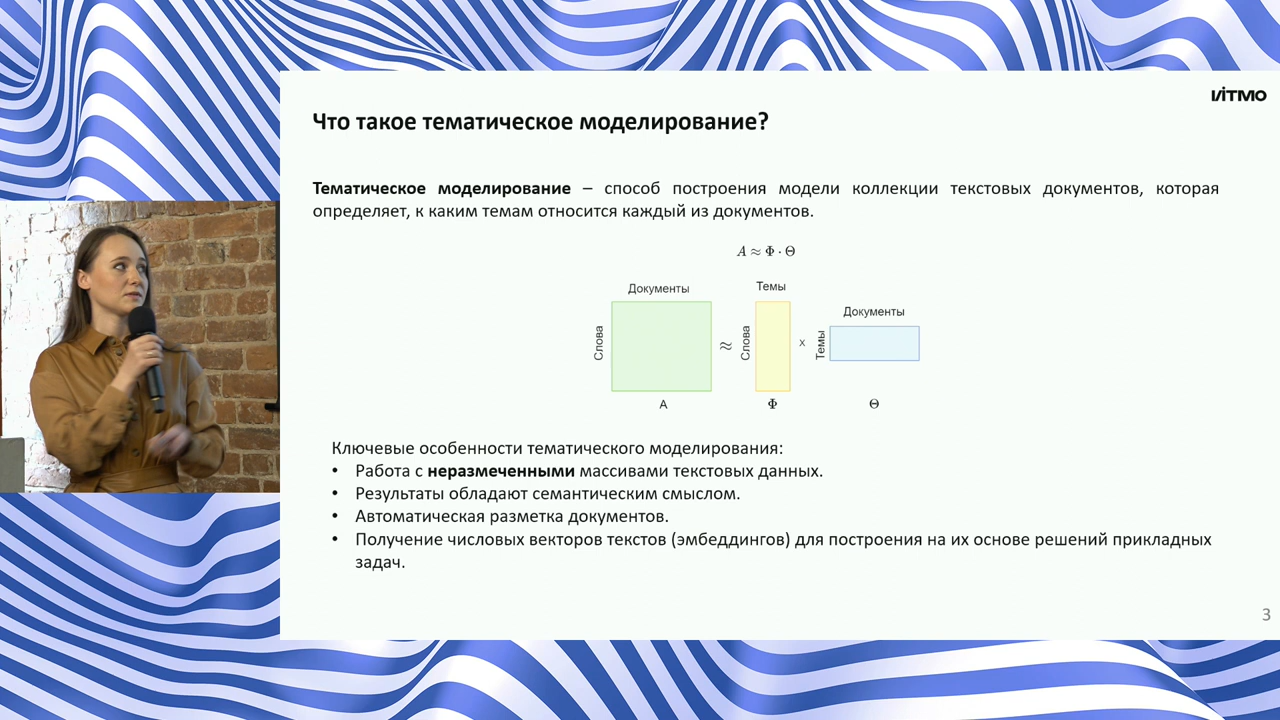 ИТМО
Что такое тематическое моделирование?
Тематическое моделирование – способ построения модели коллекции текстовых документов, которая
определяет, к каким темам относится каждый из документов.
A ≈ Φ · Θ
Документы
Темы
Документы
Слова
≈
Слова
x
Темы
A
Φ
Θ
Ключевые особенности тематического моделирования:
• Работа с неразмеченными массивами текстовых данных.
• Результаты обладают семантическим смыслом.
• Автоматическая разметка документов.
• Получение числовых векторов текстов (эмбеддингов) для построения на их основе решений прикладных
задач.
3